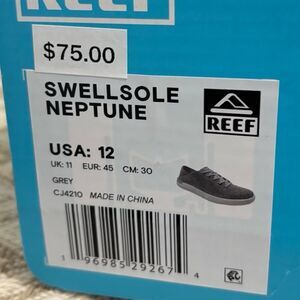 REEF
$75.00
SWELLSOLE
NEPTUNE
REEF
USA: 12
UK: 11 EUR: 45 CM: 30
GREY
CJ4210 MADE IN CHINA
1 96985 29267 4